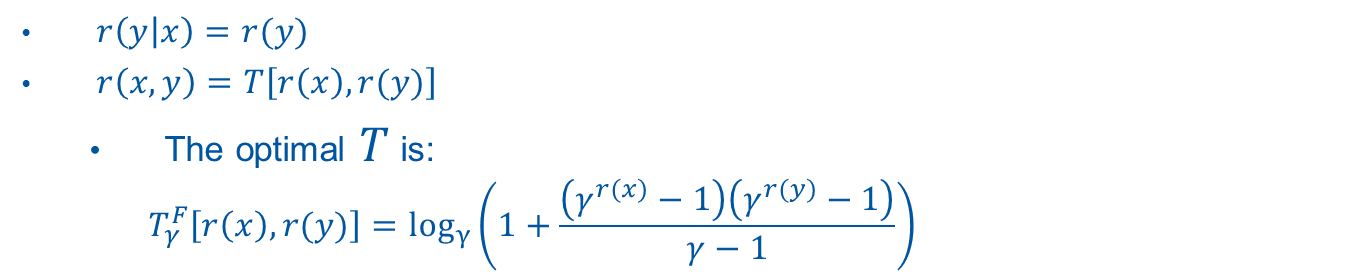 • r(y|x) = r(y)
• r(x, y) = T[r(x), r(y)]
• The optimal T is:
T_γ^F[r(x), r(y)] = log_γ(1 + (γ^{r(x)} − 1)(γ^{r(y)} − 1) / (γ − 1))